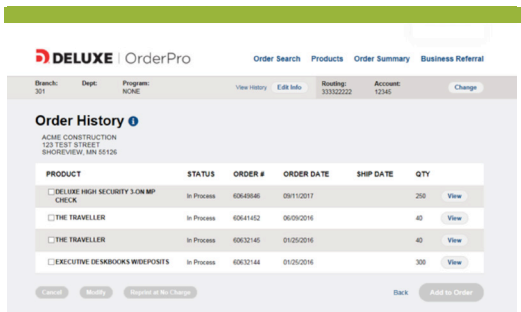 DELUXE OrderPro
Order Search Products Order Summary Business Referral
Branch: Dept: Program: Routing: Account:
301 NONE View History Edit Info 333322222 12345 Change
Order History
ACME CONSTRUCTION
123 TEST STREET
SHOREVIEW, MN 55126
PRODUCT STATUS ORDER # ORDER DATE SHIP DATE QTY
DELUXE HIGH SECURITY 3-ON MP
CHECK In Process 60649846 09/11/2017 250 View
THE TRAVELLER In Process 60641452 06/09/2016 40 View
THE TRAVELLER In Process 60632145 01/25/2016 40 View
EXECUTIVE DESKBOOKS W/DEPOSITS In Process 60632144 01/25/2016 300 View
Cancel Modify Reprint at No Charge Back Add to Order